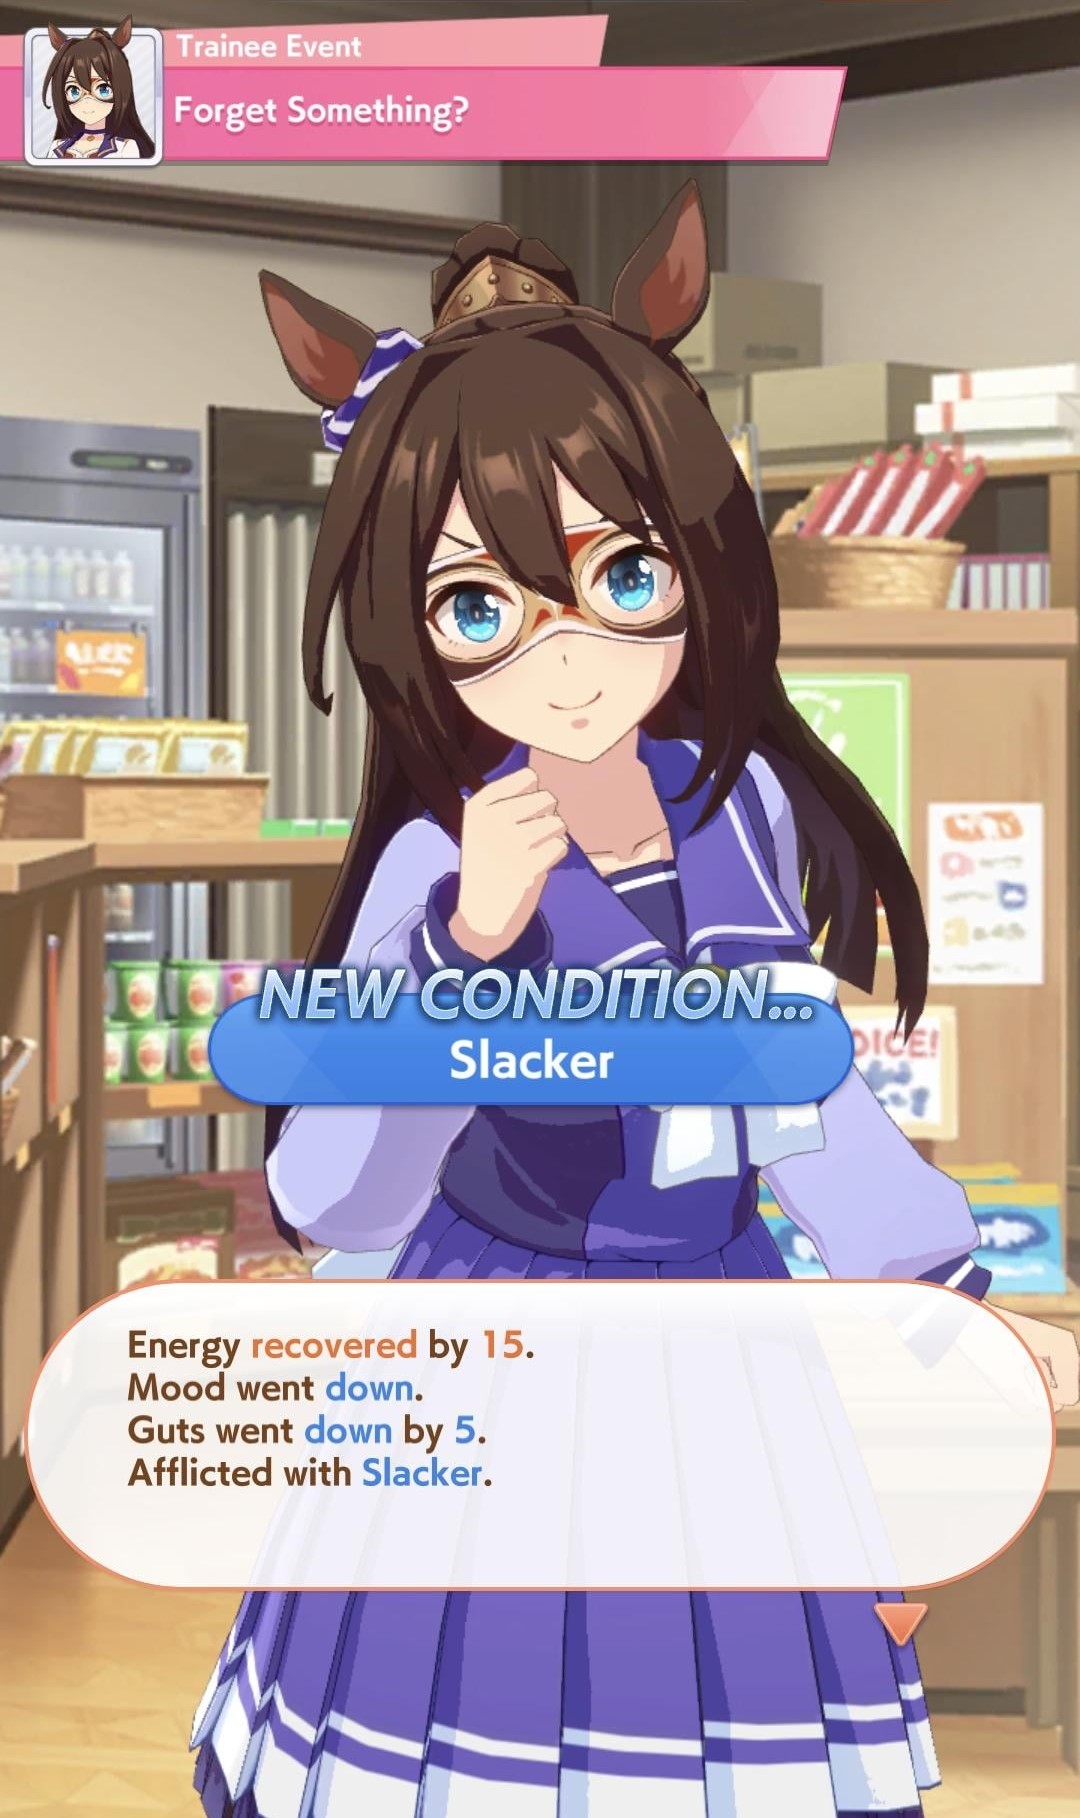 Trainee Event
Forget Something?
NEW CONDITION...
Slacker
Energy recovered by 15.
Mood went down.
Guts went down by 5.
Afflicted with Slacker.